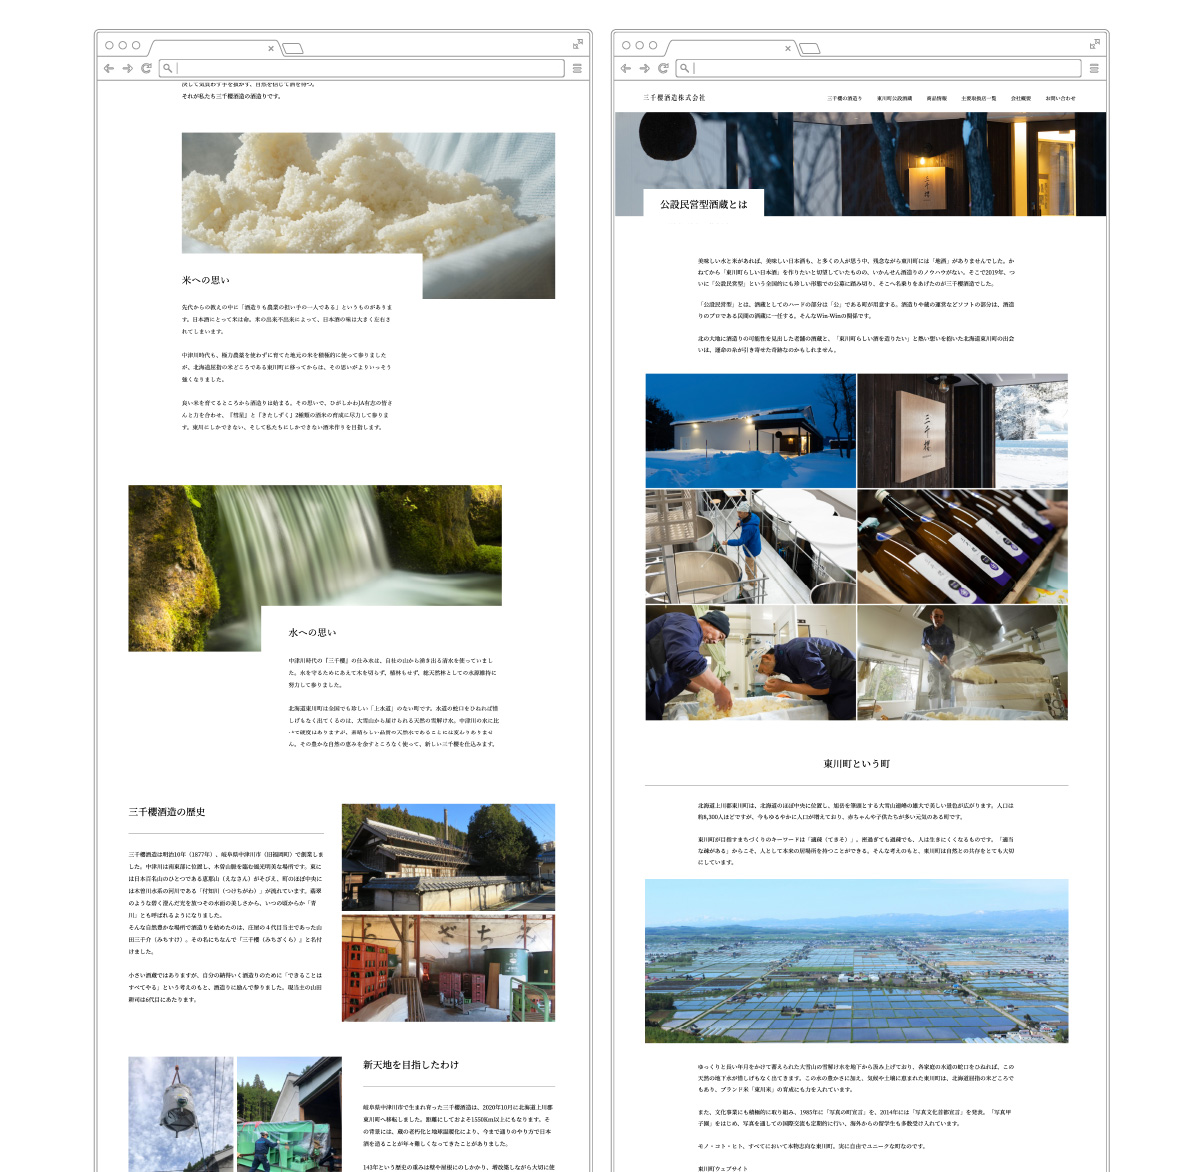 決して気負わず手を抜かず。自然を信じて酒を待つ。
それが私たち三千櫻酒造の酒造りです。
米への思い
先代からの教えの中に「酒造りも農業の担い手の一人である」というものがありま
す。日本酒にとって米は命。米の出来不出来によって、日本酒の味は大きく左右さ
れてしまいます。
中津川時代も、極力農薬を使わずに育てた地元の米を積極的に使って参りました
が、北海道屈指の米どころである東川町に移ってからは、その思いがよりいっそう
強くなりました。
良い米を育てるところから酒造りは始まる。その思いで、ひがしかわJA有志の皆さ
んと力を合わせ、『彗星』と『きたしずく』2種類の酒米の育成に尽力して参りま
す。東川にしかできない、そして私たちにしかできない酒米作りを目指します。
水への思い
中津川時代の『三千櫻』の仕み水は、自社の山から湧き出る清水を使っていまし
た。水を守るためにあえて木を切らず、植林もせず、総天然林としての水源維持に
努力して参りました。
北海道東川町は全国でも珍しい「上水道」のない町です。水道の蛇口をひねれば惜
しげもなく出てくるのは、大雪山から届けられる天然の雪解け水。中津川の水に比
べて硬度はありますが、素晴らしい品質の天然水であることには変わりありませ
ん。その豊かな自然の恵みを余すところなく使って、新しい三千櫻を仕込みます。
三千櫻酒造の歴史
三千櫻酒造は明治10年（1877年）、岐阜県中津川市（旧福岡町）で創業しま
した。中津川は南東部に位置し、木曽山脈を臨む風光明美な場所です。東に
は日本百名山のひとつである恵那山（えなさん）がそびえ、町のほぼ中央に
は木曽川水系の河川である「付知川（つけちがわ）」が流れています。翡翠
のような碧く澄んだ光を放つその水面の美しさから、いつの頃からか「青
川」とも呼ばれるようになりました。
そんな自然豊かな場所で酒造りを始めたのは、庄屋の４代目当主であった山
田三千介（みちすけ）。その名にちなんで「三千櫻（みちざくら）」と名付
けました。
小さい酒蔵ではありますが、自分の納得いく酒造りのために「できることは
すべてやる」という考えのもと、酒造りに励んで参りました。現当主の山田
耕司は6代目にあたります。
新天地を目指したわけ
岐阜県中津川市で生まれ育った三千櫻酒造は、2020年10月に北海道上川郡
東川町へ移転しました。距離にしておよそ1550Km以上にもなります。そ
の背景には、蔵の老朽化と地球温暖化により、今まで通りのやり方で日本
酒を造ることが年々難しくなってきたことがありました。
143年という歴史の重みは壁や屋根にのしかかり、増改築しながら大切に使
三千櫻酒造株式会社
三千櫻の酒造り 東川町公設酒蔵 商品情報 主要取扱店一覧 会社概要 お問い合わせ
三千櫻
公設民営型酒蔵とは
美味しい水と米があれば、美味しい日本酒も、と多くの人が思う中、残念ながら東川町には「地酒」がありませんでした。か
ねてから「東川町らしい日本酒」を作りたいと切望していたものの、いかんせん酒造りのノウハウがない。そこで2019年、つ
いに「公設民営型」という全国的にも珍しい形態での公募に踏み切り、そこへ名乗りをあげたのが三千櫻酒造でした。
「公設民営型」とは、酒蔵としてのハードの部分は「公」である町が用意する。酒造りや蔵の運営などソフトの部分は、酒造
りのプロである民間の酒蔵に一任する。そんなWin-Winの関係です。
北の大地に酒造りの可能性を見出した老舗の酒蔵と、「東川町らしい酒を造りたい」と熱い想いを抱いた北海道東川町の出会
いは、運命の糸が引き寄せた奇跡なのかもしれません。
三千櫻
東川町という町
北海道上川郡東川町は、北海道のほぼ中央に位置し、旭岳を筆頭とする大雪山連峰の雄大で美しい景色が広がります。人口は
約8,300人ほどですが、今もゆるやかに人口が増えており、赤ちゃんや子供たちが多い元気のある町です。
東川町が目指すまちづくりのキーワードは「適疎（てきそ）」。密過ぎても過疎でも、人は生きにくくなるものです。「適当
な疎がある」からこそ、人として本来の居場所を持つことができる。そんな考えのもと、東川町は自然との共存をとても大切
にしています。
ゆっくりと長い年月をかけて蓄えられた大雪山の雪解け水を地下から汲み上げており、各家庭の水道の蛇口をひねれば、この
天然の地下水が惜しげもなく出てきます。この水の豊かさに加え、気候や土壌に恵まれた東川町は、北海道屈指の米どころで
もあり、ブランド米「東川米」の育成にも力を入れています。
また、文化事業にも積極的に取り組み、1985年に「写真の町宣言」を、2014年には「写真文化首都宣言」を発表。「写真甲
子園」をはじめ、写真を通しての国際交流も定期的に行い、海外からの留学生も多数受け入れています。
モノ・コト・ヒト、すべてにおいて本物志向な東川町。実に自由でユニークな町なのです。
東川町ウェブサイト